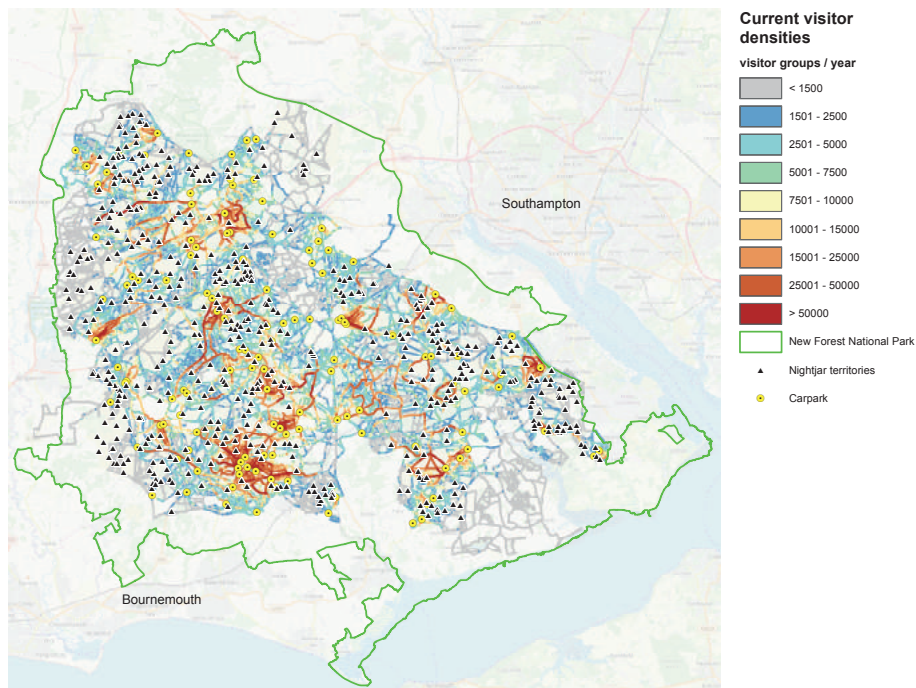 Current visitor
densities
visitor groups / year
< 1500
1501 - 2500
2501 - 5000
5001 - 7500
7501 - 10000
10001 - 15000
15001 - 25000
25001 - 50000
> 50000
New Forest National Park
Nightjar territories
Carpark
Southampton
Bournemouth